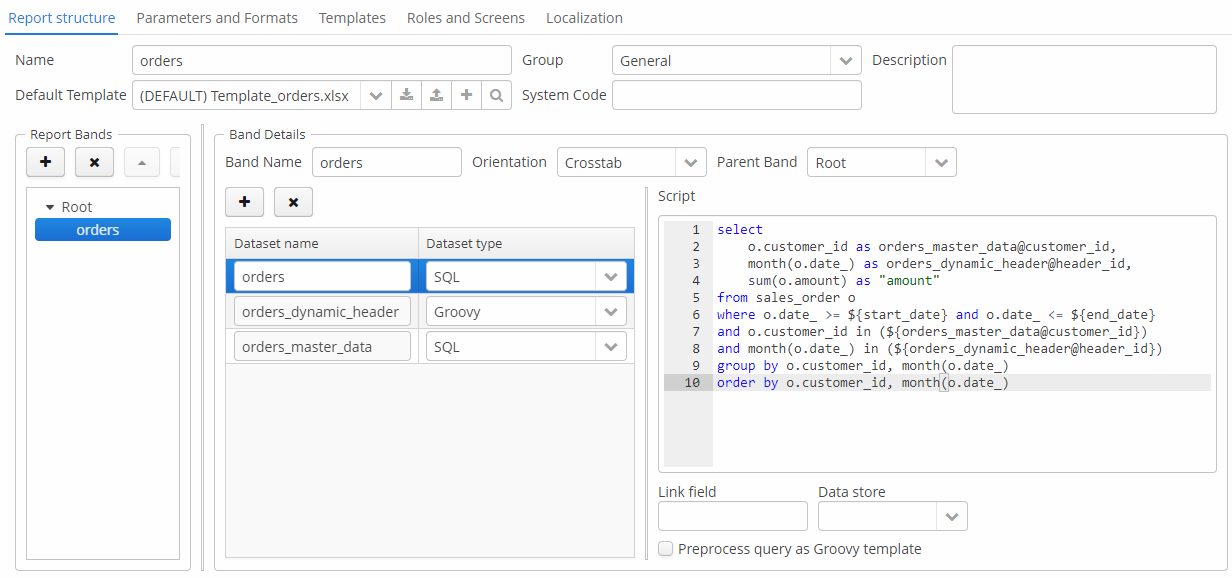 Report structure Parameters and Formats Templates Roles and Screens Localization
Name orders Group General Description
Default Template (DEFAULT) Template_orders.xlsx System Code
Report Bands
Root
orders
Band Details
Band Name orders Orientation Crosstab Parent Band Root
Dataset name Dataset type
orders SQL
orders_dynamic_header Groovy
orders_master_data SQL
Script
1 select
2 o.customer_id as orders_master_data@customer_id,
3 month(o.date_) as orders_dynamic_header@header_id,
4 sum(o.amount) as "amount"
5 from sales_order o
6 where o.date_ >= ${start_date} and o.date_ <= ${end_date}
7 and o.customer_id in (${orders_master_data@customer_id})
8 and month(o.date_) in (${orders_dynamic_header@header_id})
9 group by o.customer_id, month(o.date_)
10 order by o.customer_id, month(o.date_)
Link field Data store
Preprocess query as Groovy template